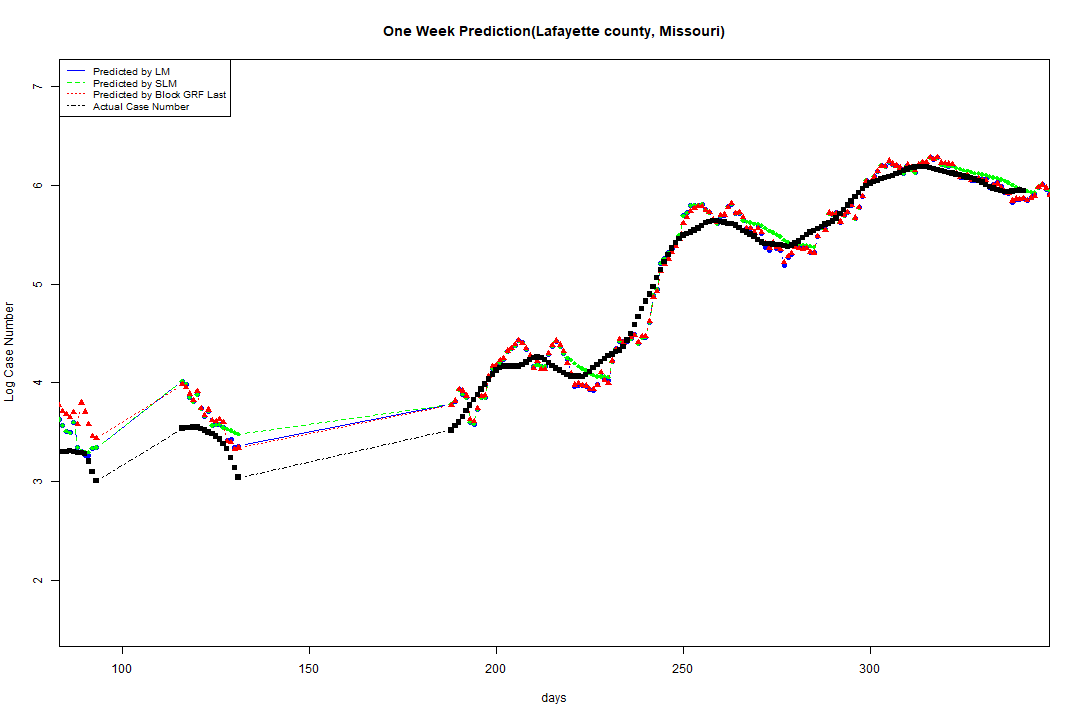 One Week Prediction(Lafayette county, Missouri)
Predicted by LM
Predicted by SLM
Predicted by Block GRF Last
Actual Case Number
7
6
5
4
3
2
Log Case Number
100 150 200 250 300
days